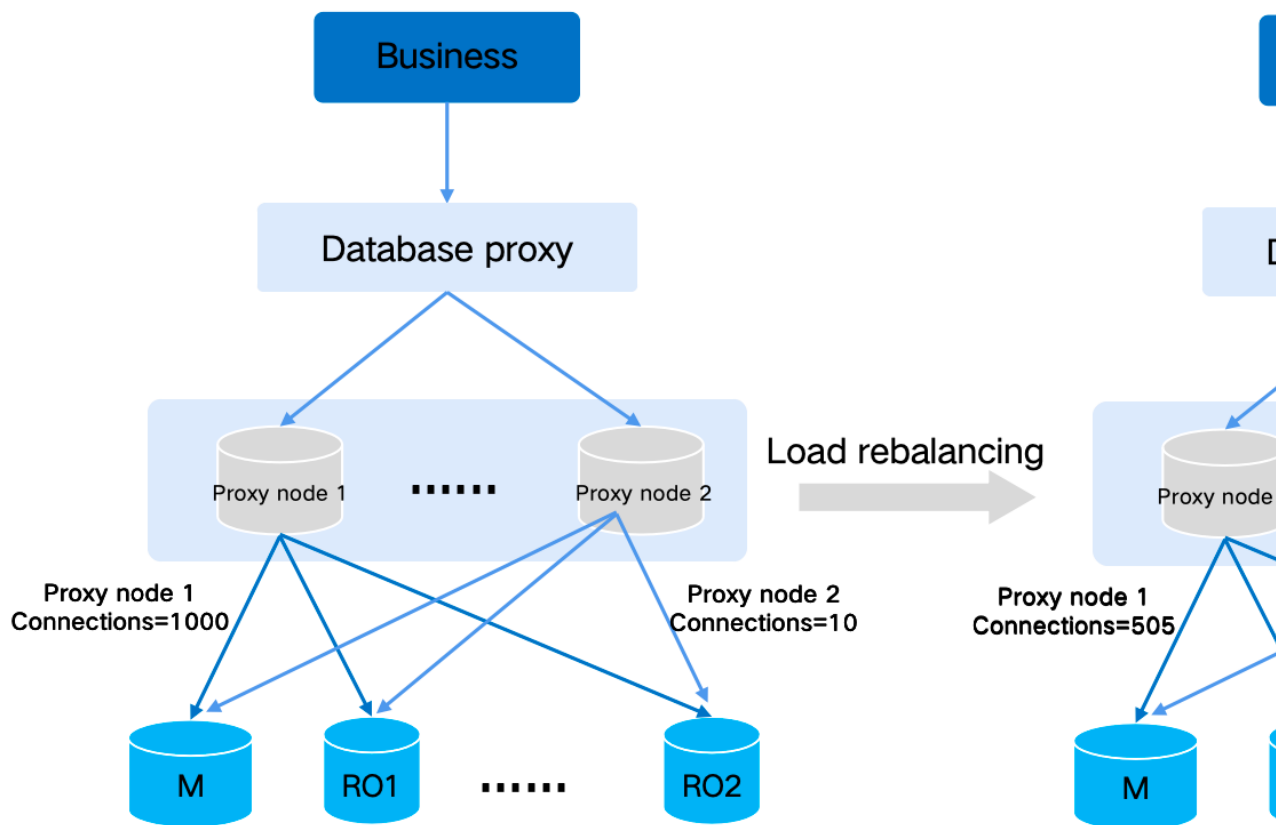 Business
Database proxy
D
Proxy node 1
......
Proxy node 2
Load rebalancing
Proxy node
Proxy node 1
Connections=1000
Proxy node 2
Connections=10
Proxy node 1
Connections=505
M
RO1
......
RO2
M